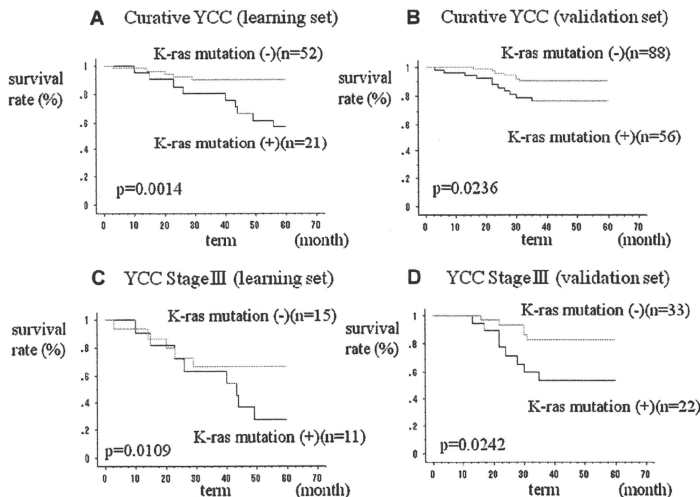 A Curative YCC (learning set)
K-ras mutation (-)(n=52)
survival
rate (%)
1
.8
.6
.4
.2
0
K-ras mutation (+)(n=21)
p=0.0014
0 10 20 30 40 50 60 70
term (month)
B Curative YCC (validation set)
K-ras mutation (-)(n=88)
survival
rate (%)
1
.8
.6
.4
.2
0
K-ras mutation (+)(n=56)
p=0.0236
0 10 20 30 40 50 60 70
term (month)
C YCC StageⅢ (learning set)
K-ras mutation (-)(n=15)
survival
rate (%)
1
.8
.6
.4
.2
0
K-ras mutation (+)(n=11)
p=0.0109
0 10 20 30 40 50 60 70
term (month)
D YCC StageⅢ (validation set)
K-ras mutation (-)(n=33)
survival
rate (%)
1
.8
.6
.4
.2
0
K-ras mutation (+)(n=22)
p=0.0242
0 10 20 30 40 50 60 70
term (month)